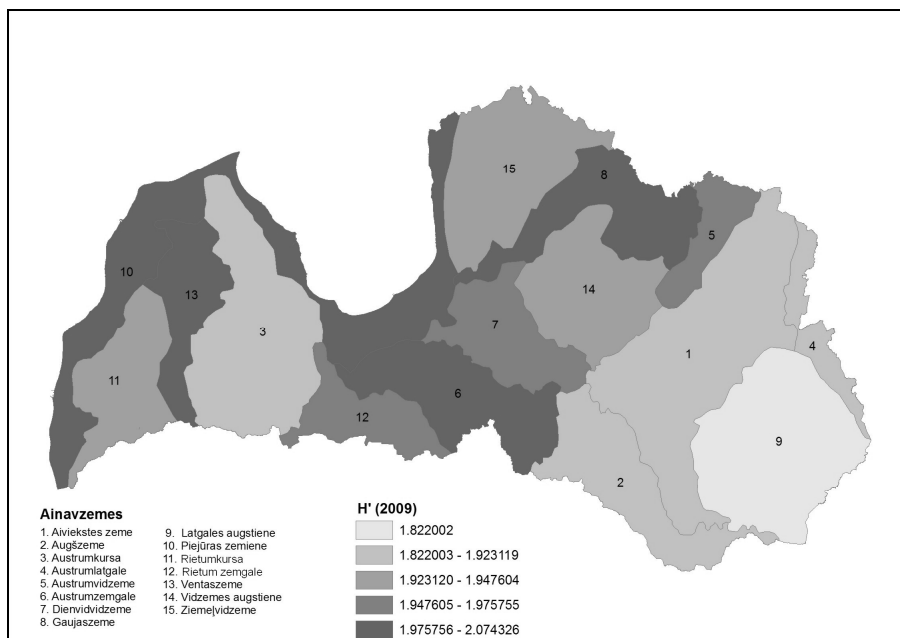 15
8
5
10
13
14
7
3
1
4
11
6
12
9
2
Ainavzemes
1. Aiviekstes zeme
2. Augšzeme
3. Austrumkursa
4. Austrumlatgale
5. Austrumvidzeme
6. Austrumzemgale
7. Dienvidvidzeme
8. Gaujaszeme
9. Latgales augstiene
10. Piejūras zemiene
11. Rietumkursa
12. Rietum zemgale
13. Ventaszeme
14. Vidzemes augstiene
15. Ziemeļvidzeme
H' (2009)
1.822002
1.822003 - 1.923119
1.923120 - 1.947604
1.947605 - 1.975755
1.975756 - 2.074326